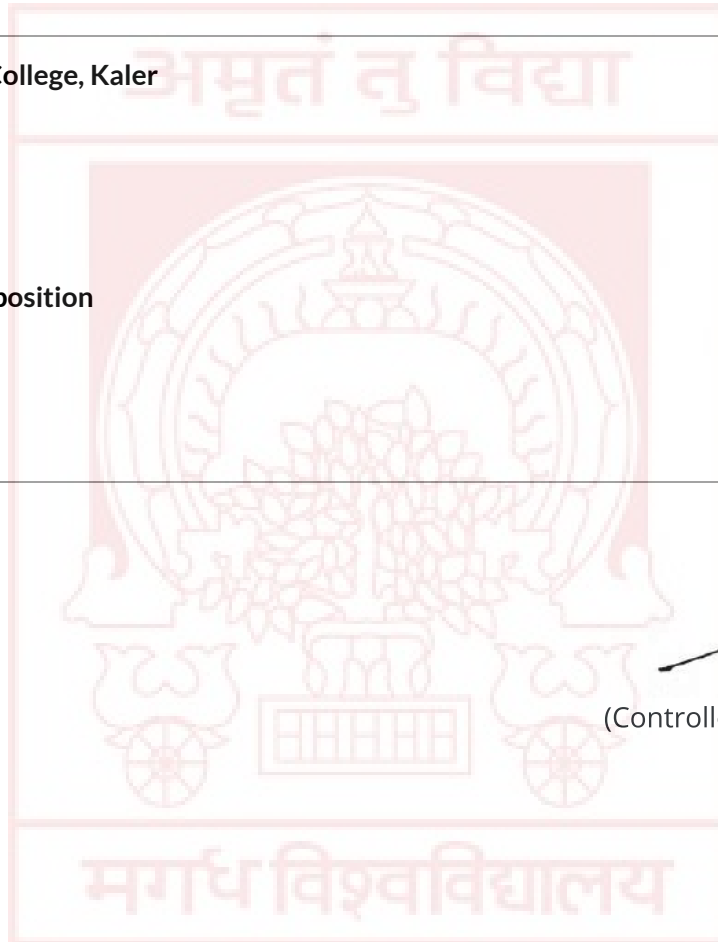 अमृतं तु विद्या
College, Kaler
position
(Controll
मगध विश्वविद्यालय